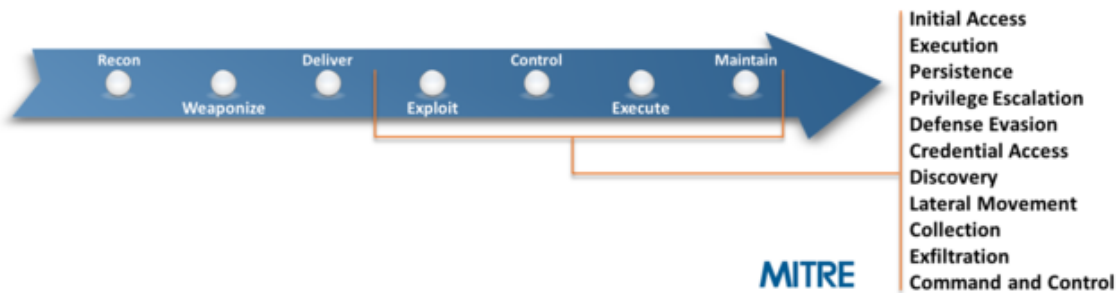 Recon
Weaponize
Deliver
Exploit
Control
Execute
Maintain
Initial Access
Execution
Persistence
Privilege Escalation
Defense Evasion
Credential Access
Discovery
Lateral Movement
Collection
Exfiltration
Command and Control
MITRE